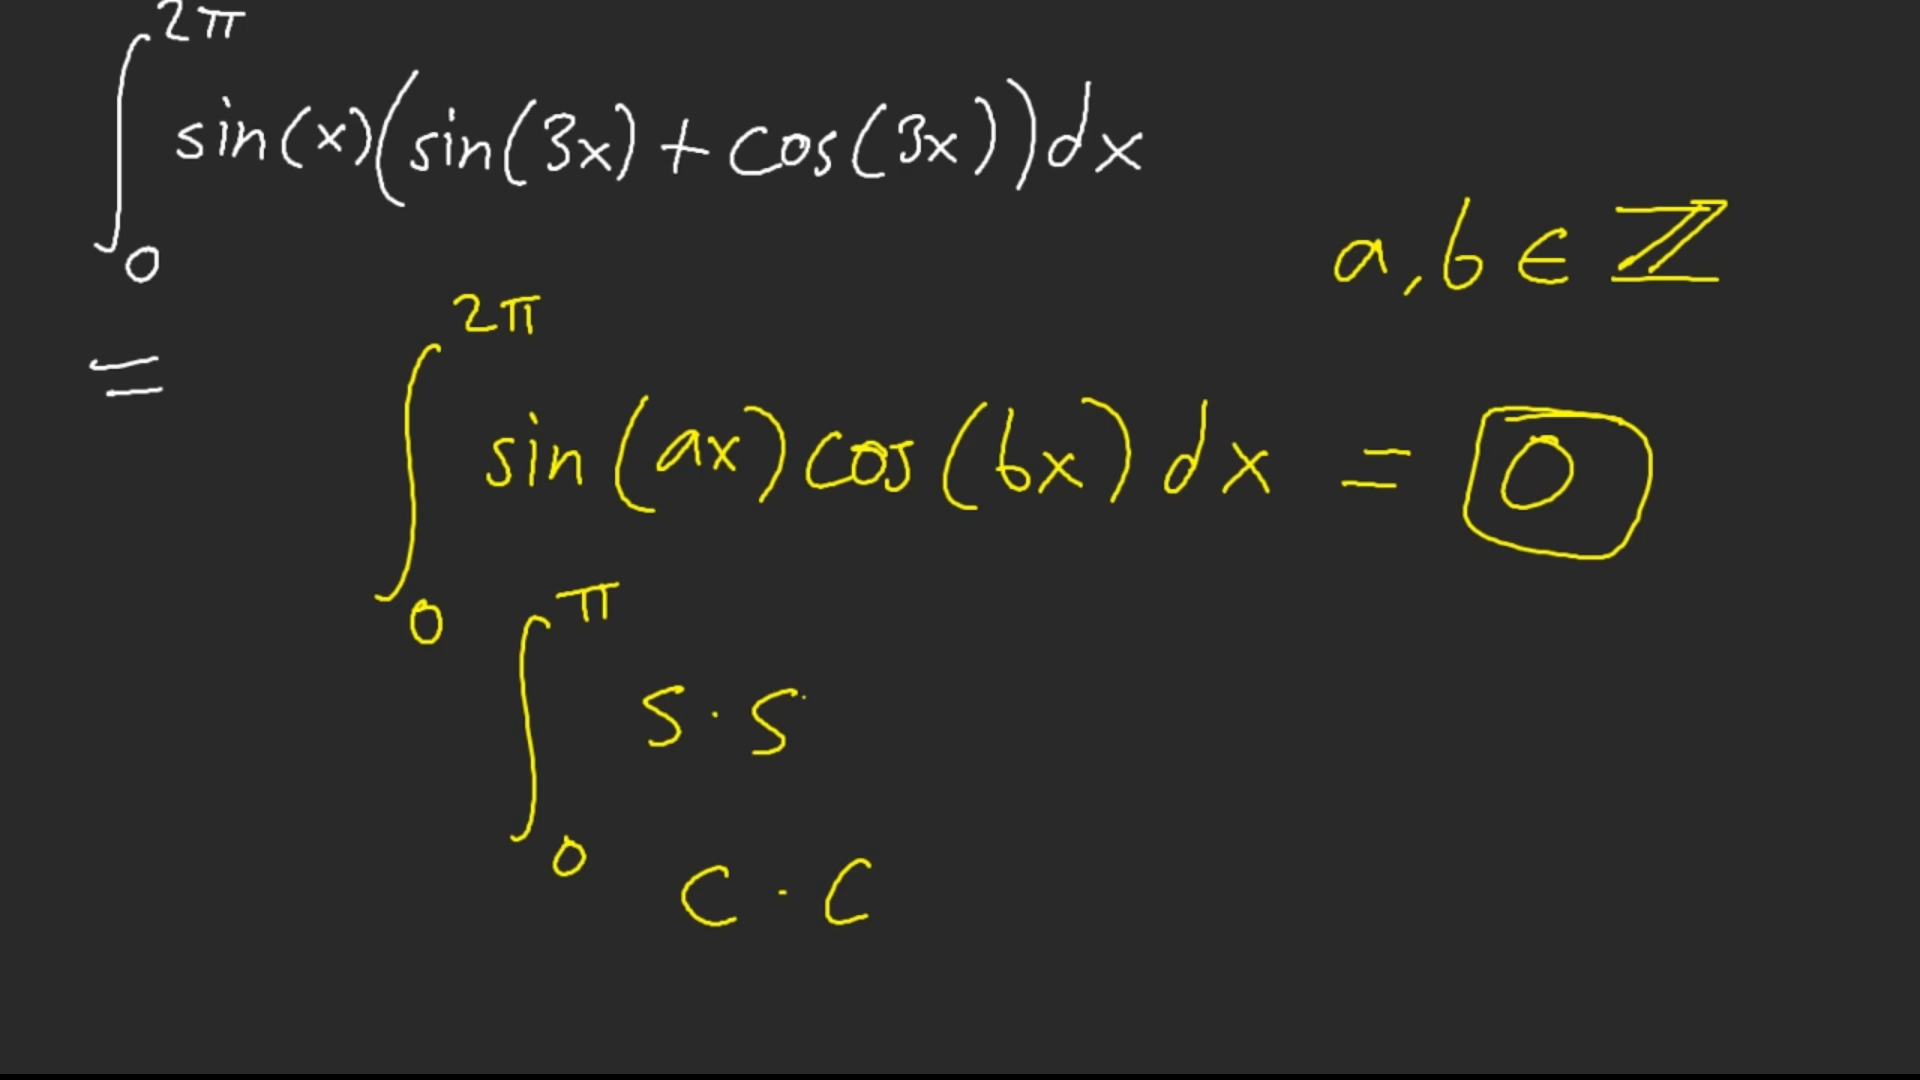 ∫₀^{2π} sin(x)(sin(3x) + cos(3x))dx
a, b ∈ ℤ
=
∫₀^{2π} sin(ax) cos(bx) dx = 0
∫₀^{π} s · s
c · c